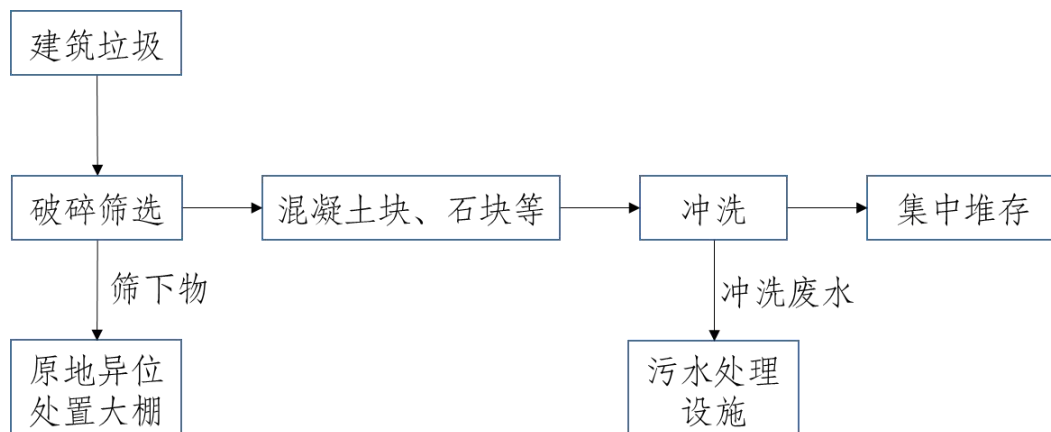 建筑垃圾
破碎筛选
混凝土块、石块等
冲洗
集中堆存
筛下物
冲洗废水
原地异位
处置大棚
污水处理
设施